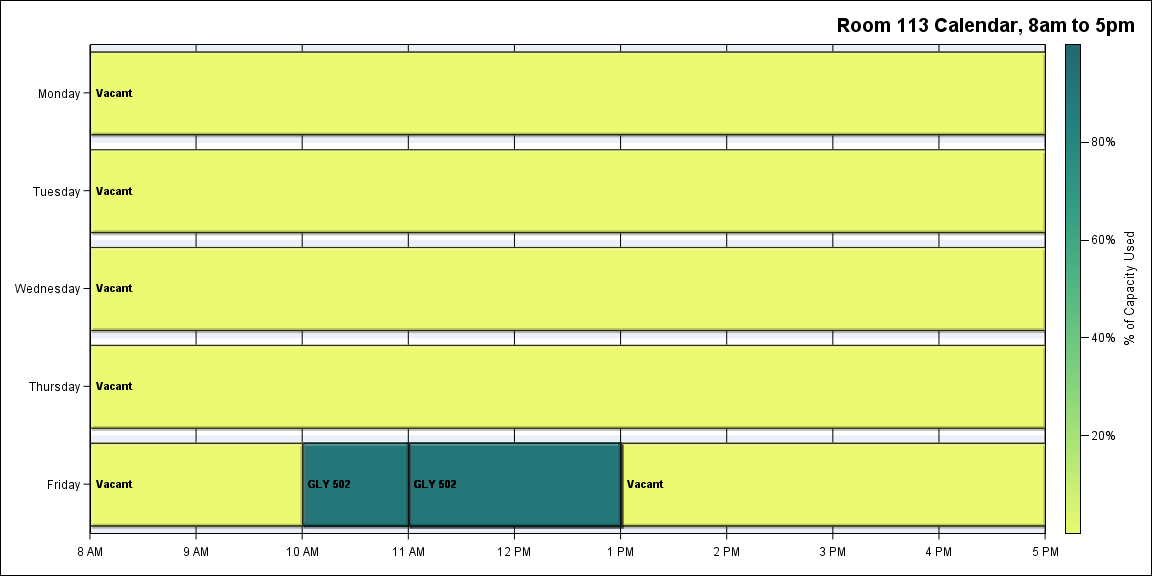 Room 113 Calendar, 8am to 5pm
Monday
Vacant
Tuesday
Vacant
Wednesday
Vacant
Thursday
Vacant
Friday
Vacant
GLY 502
GLY 502
Vacant
8 AM
9 AM
10 AM
11 AM
12 PM
1 PM
2 PM
3 PM
4 PM
5 PM
80%
60%
40%
20%
% of Capacity Used